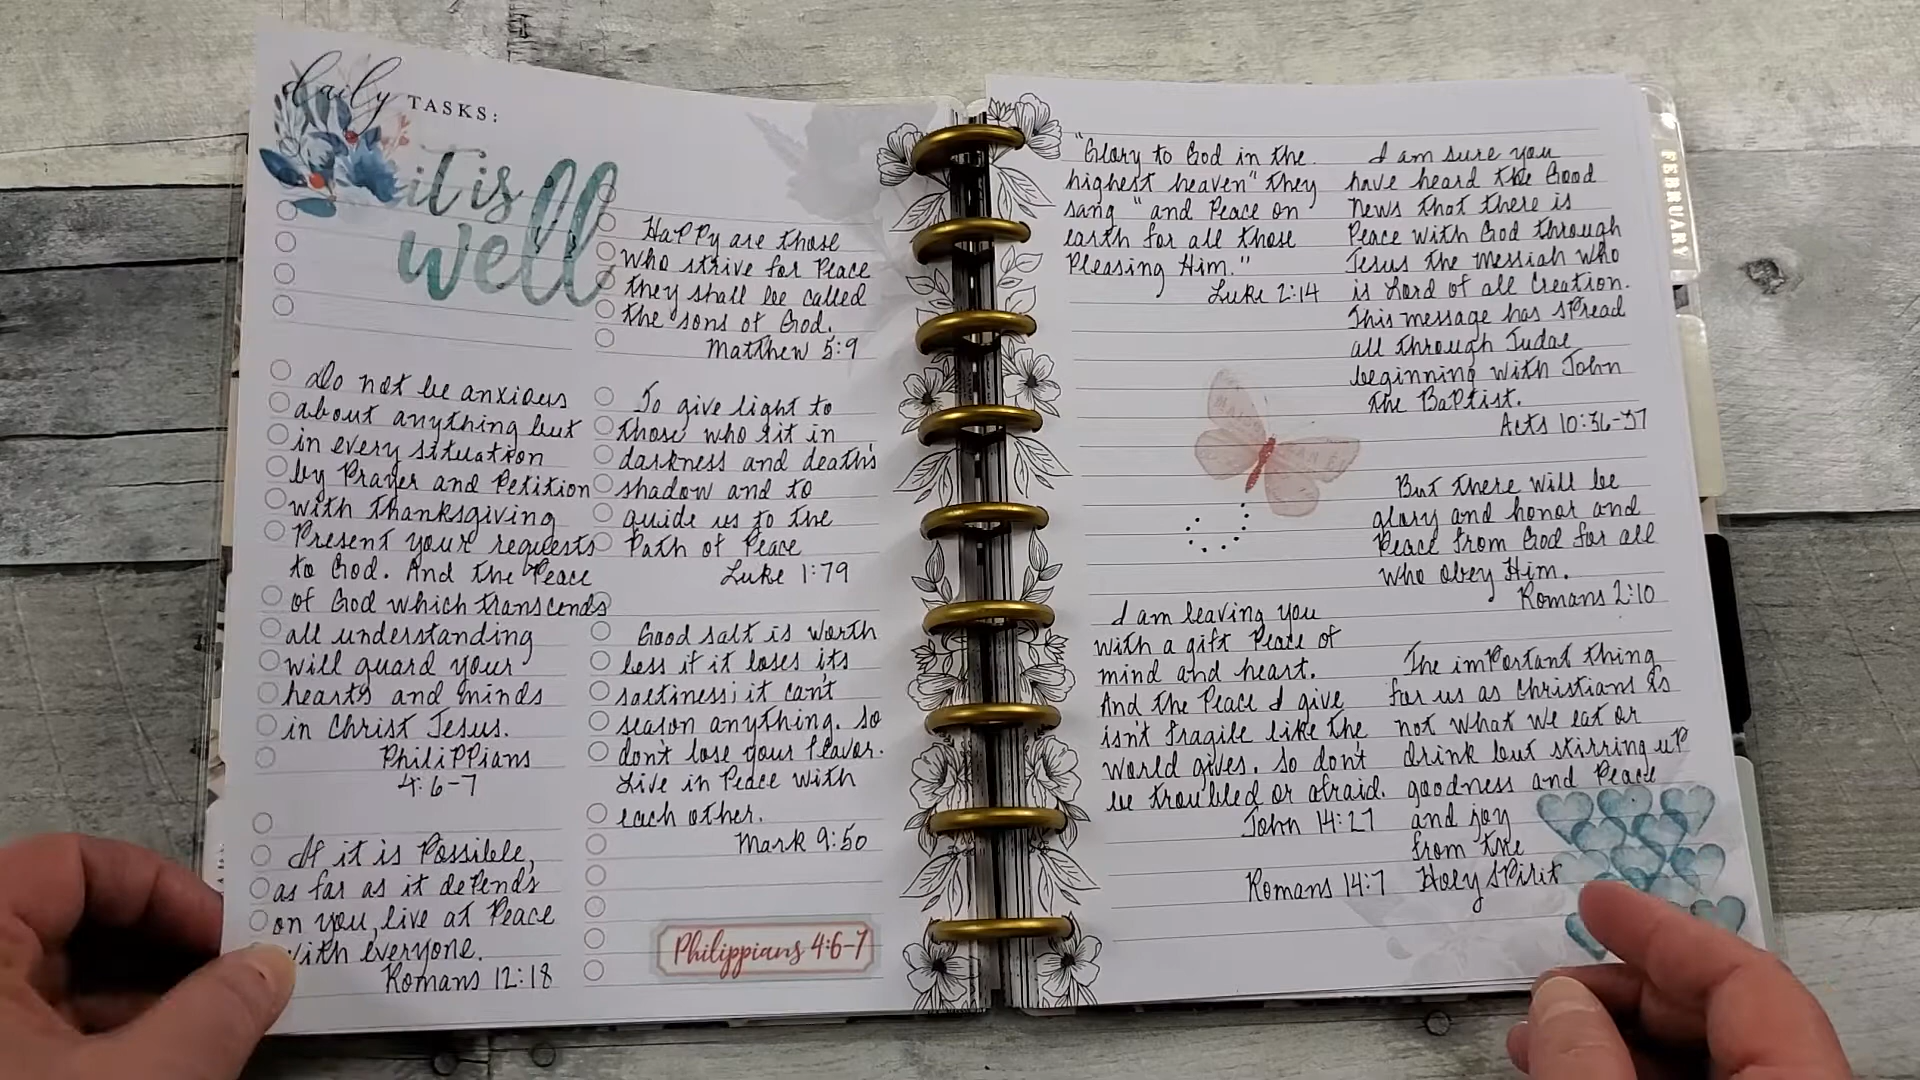 daily TASKS:
it is
well
Do not be anxious
about anything but
in every situation
by Prayer and Petition
with thanksgiving
Present your requests
to God. And the Peace
of God which transcends
all understanding
will guard your
hearts and minds
in Christ Jesus.
Philippians
4:6-7
If it is Possible,
as far as it depends
on you, live at Peace
with everyone.
Romans 12:18
Happy are those
who strive for Peace
they shall be called
the sons of God.
Matthew 5:9
To give light to
those who sit in
darkness and death's
shadow and to
guide us to the
Path of Peace
Luke 1:79
Good salt is worth
less if it loses its
saltiness; it can't
season anything. So
don't lose your flavor.
Live in Peace with
each other.
Mark 9:50
Philippians 4:6-7
"Glory to God in the
highest heaven" they
sang "and Peace on
earth for all those
Pleasing Him."
Luke 2:14
I am leaving you
with a gift Peace of
mind and heart.
And the Peace I give
isn't fragile like the
World gives. So don't
be troubled or afraid.
John 14:27
I am sure you
have heard the Good
News that there is
Peace with God through
Jesus the Messiah who
is Lord of all Creation.
This message has spread
all through Judae
beginning with John
the Baptist.
Acts 10:36-37
But there will be
glory and honor and
Peace from God for all
who obey Him.
Romans 2:10
The important thing
for us as Christians is
not what we eat or
drink but stirring up
goodness and Peace
and joy
from the
Holy Spirit
Romans 14:7
FEBRUARY